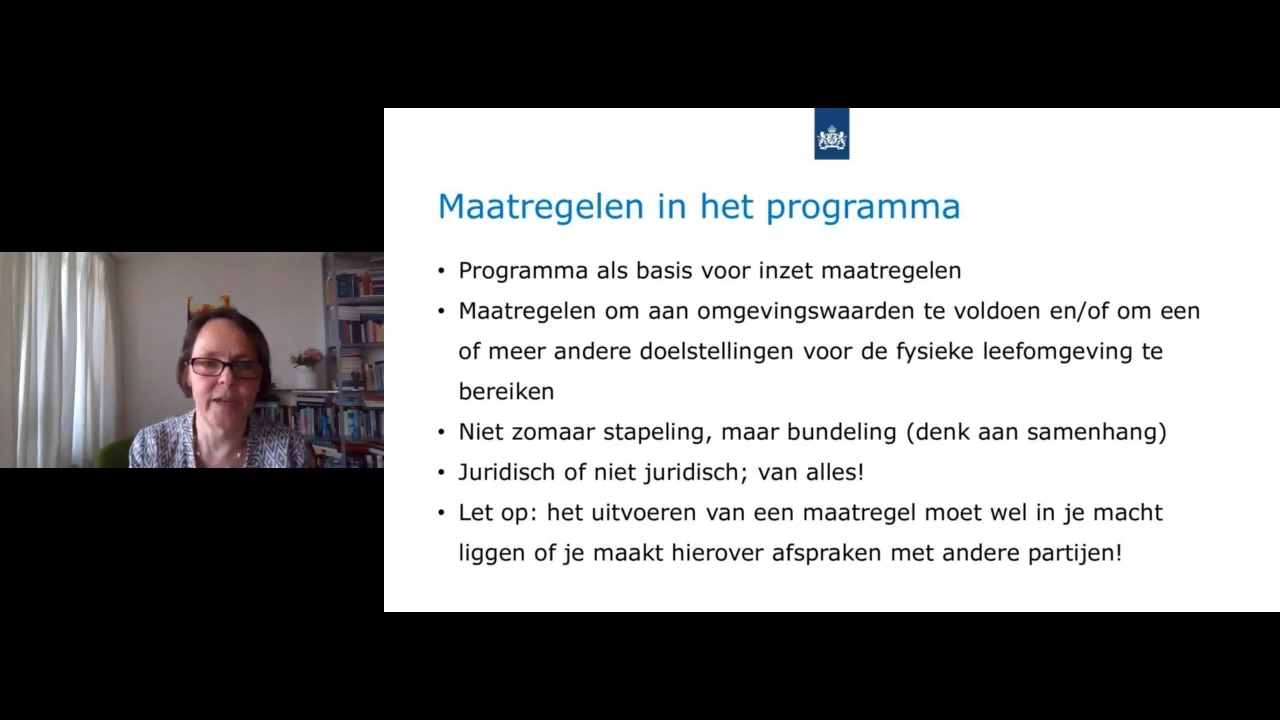 Maatregelen in het programma
• Programma als basis voor inzet maatregelen
• Maatregelen om aan omgevingswaarden te voldoen en/of om een
of meer andere doelstellingen voor de fysieke leefomgeving te
bereiken
• Niet zomaar stapeling, maar bundeling (denk aan samenhang)
• Juridisch of niet juridisch; van alles!
• Let op: het uitvoeren van een maatregel moet wel in je macht
liggen of je maakt hierover afspraken met andere partijen!